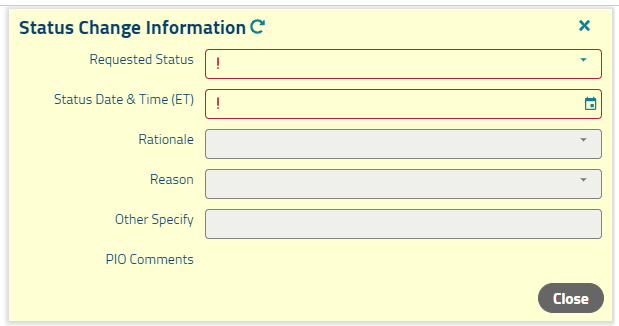 Status Change Information
Requested Status
!
Status Date & Time (ET)
!
Rationale
Reason
Other Specify
PIO Comments
Close